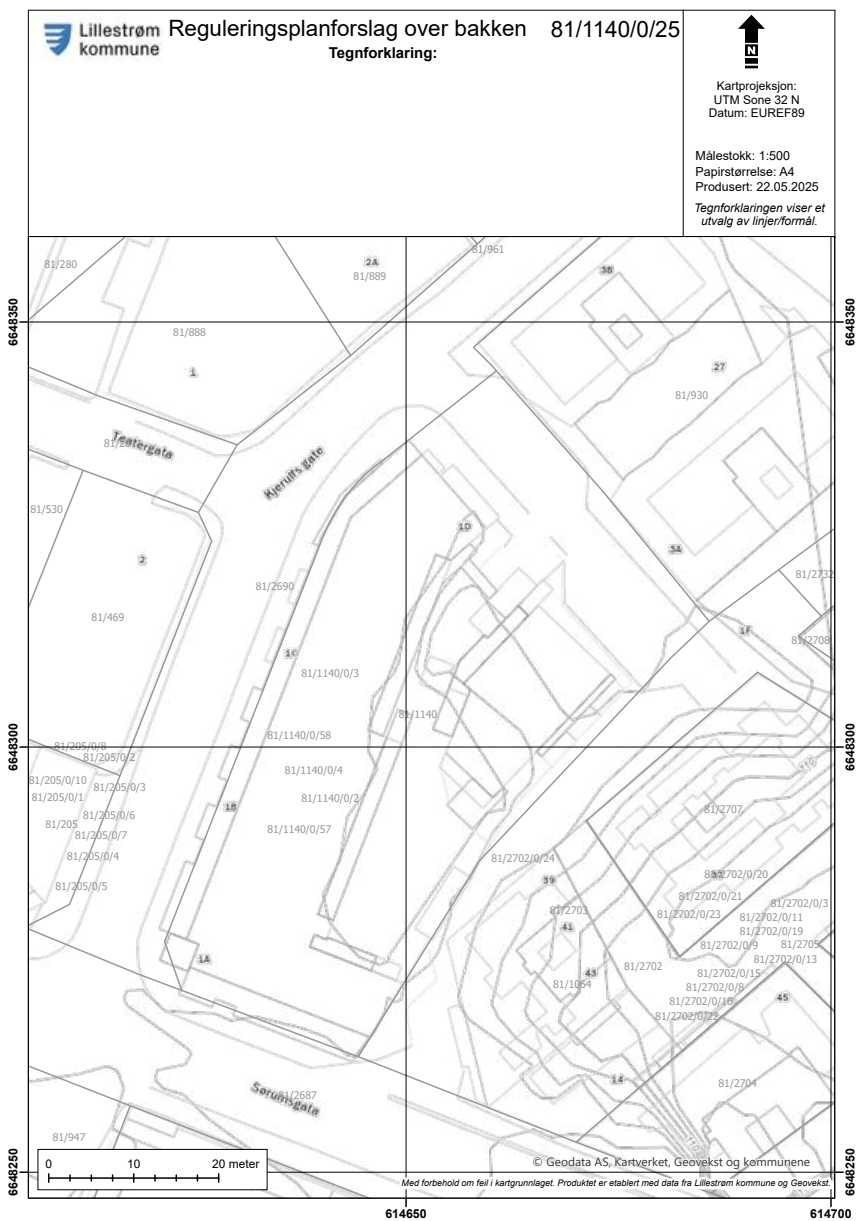 Lillestrøm
kommune
Reguleringsplanforslag over bakken 81/1140/0/25
Tegnforklaring:
N
Kartprojeksjon:
UTM Sone 32 N
Datum: EUREF89
Målestokk: 1:500
Papirstørrelse: A4
Produsert: 22.05.2025
Tegnforklaringen viser et
utvalg av linjer/formål.
81/280
2A
81/889
81/961
3B
6648350
6648350
81/888
1
27
81/930
Teatergata
Kjerulfs gate
81/530
1D
2
3A
81/2690
81/2732
81/469
1F
81/2708
1C
81/1140/0/3
81/1140
81/1140/0/58
6648300
6648300
81/205/0/8
81/205/0/2
81/1140/0/4
81/205/0/10
81/205/0/3
81/205/0/1
81/1140/0/2
1B
81/2707
81/205/0/6
81/205
81/1140/0/57
81/205/0/7
81/205/0/4
81/2702/0/24
81/205/0/5
39
37
81/2702/0/20
81/2702/0/21
81/2702/0/3
81/2703
81/2702/0/23
81/2702/0/11
41
81/2702/0/19
81/2702/0/9
81/2705
1A
81/2702/0/13
81/2702
43
81/2702/0/15
81/1064
81/2702/0/8
45
81/2702/0/16
81/2702/0/22
14
81/2704
Sørumsgata
81/2687
81/947
0 10 20 meter
© Geodata AS, Kartverket, Geovekst og kommunene
Med forbehold om feil i kartgrunnlaget. Produktet er etablert med data fra Lillestrøm kommune og Geovekst.
6648250
6648250
614650
614700